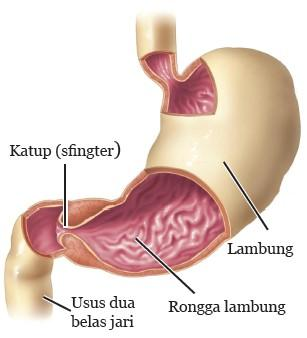 Katup (sfingter)
Lambung
Rongga lambung
Usus dua
belas jari